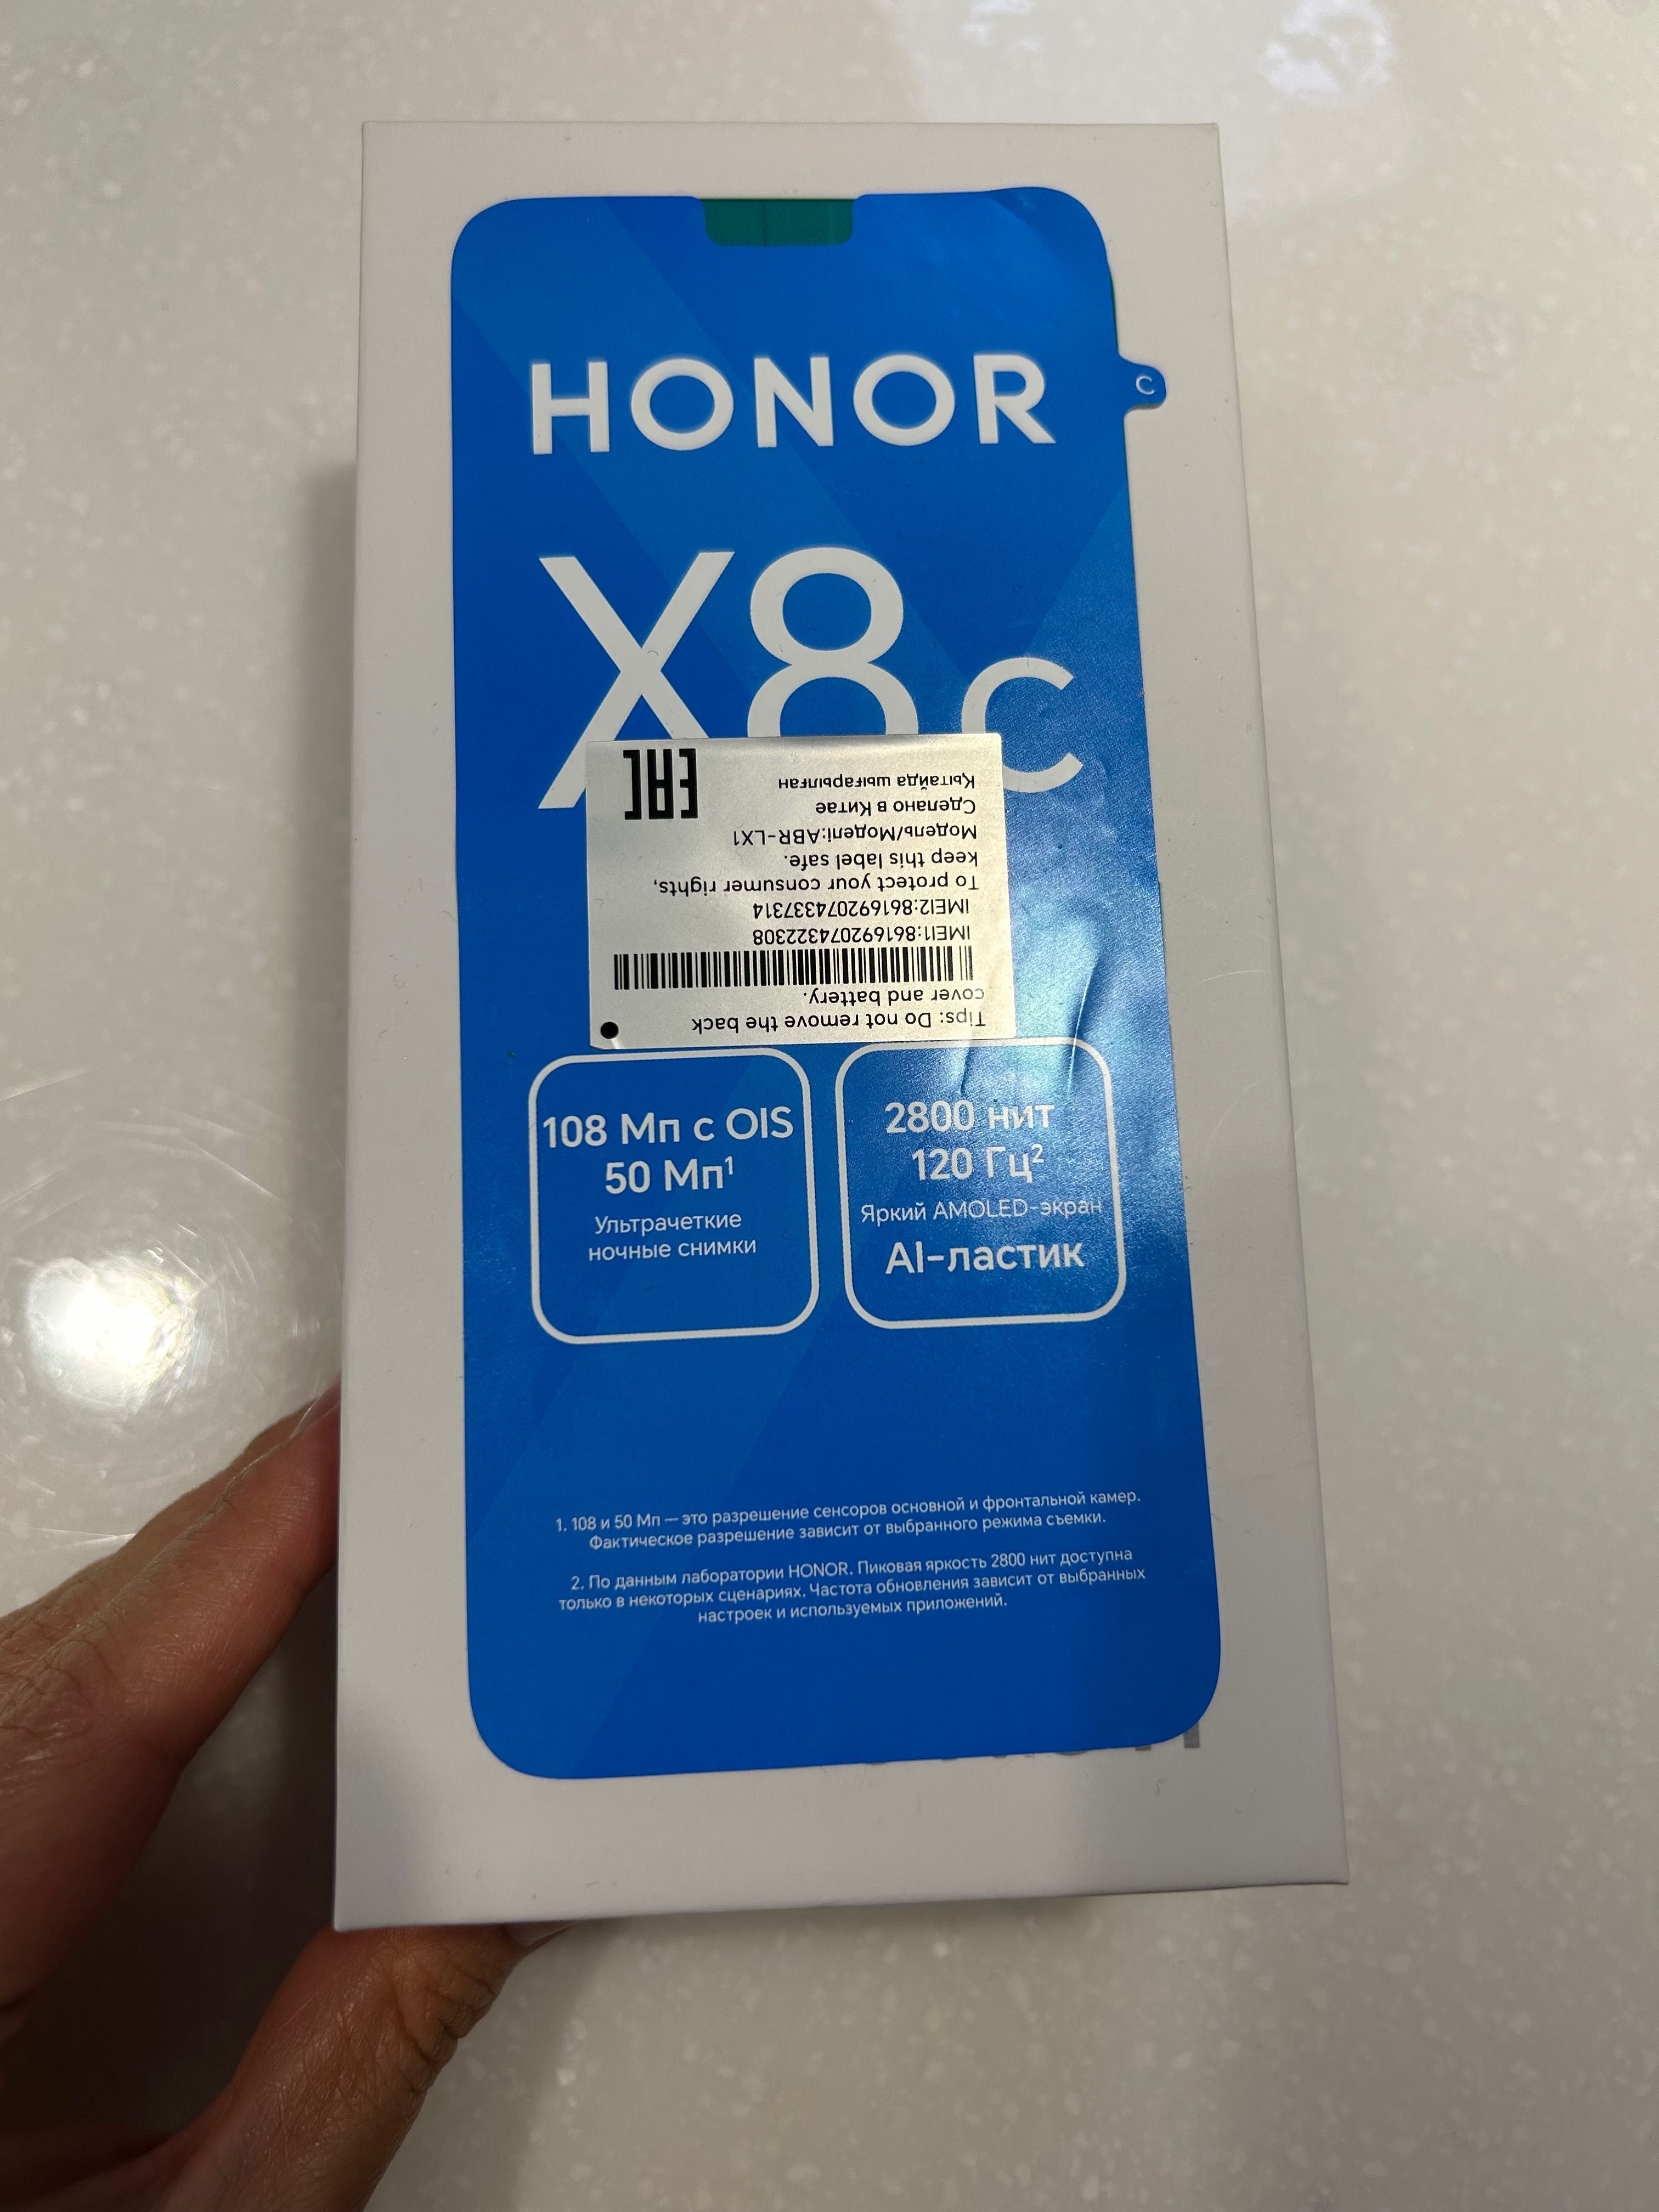 HONOR
C
X8c
EAC
Қытайда шығарылған
Сделано в Китае
Модель/Моделі:ABR-LX1
keep this label safe.
To protect your consumer rights,
IMEI2:861692074337314
IMEI1:861692074322308
cover and battery.
Tips: Do not remove the back
108 Мп с OIS
50 Мп¹
Ультрачеткие
ночные снимки
2800 нит
120 Гц²
Яркий AMOLED-экран
AI-ластик
1. 108 и 50 Мп — это разрешение сенсоров основной и фронтальной камер.
Фактическое разрешение зависит от выбранного режима съемки.
2. По данным лаборатории HONOR. Пиковая яркость 2800 нит доступна
только в некоторых сценариях. Частота обновления зависит от выбранных
настроек и используемых приложений.